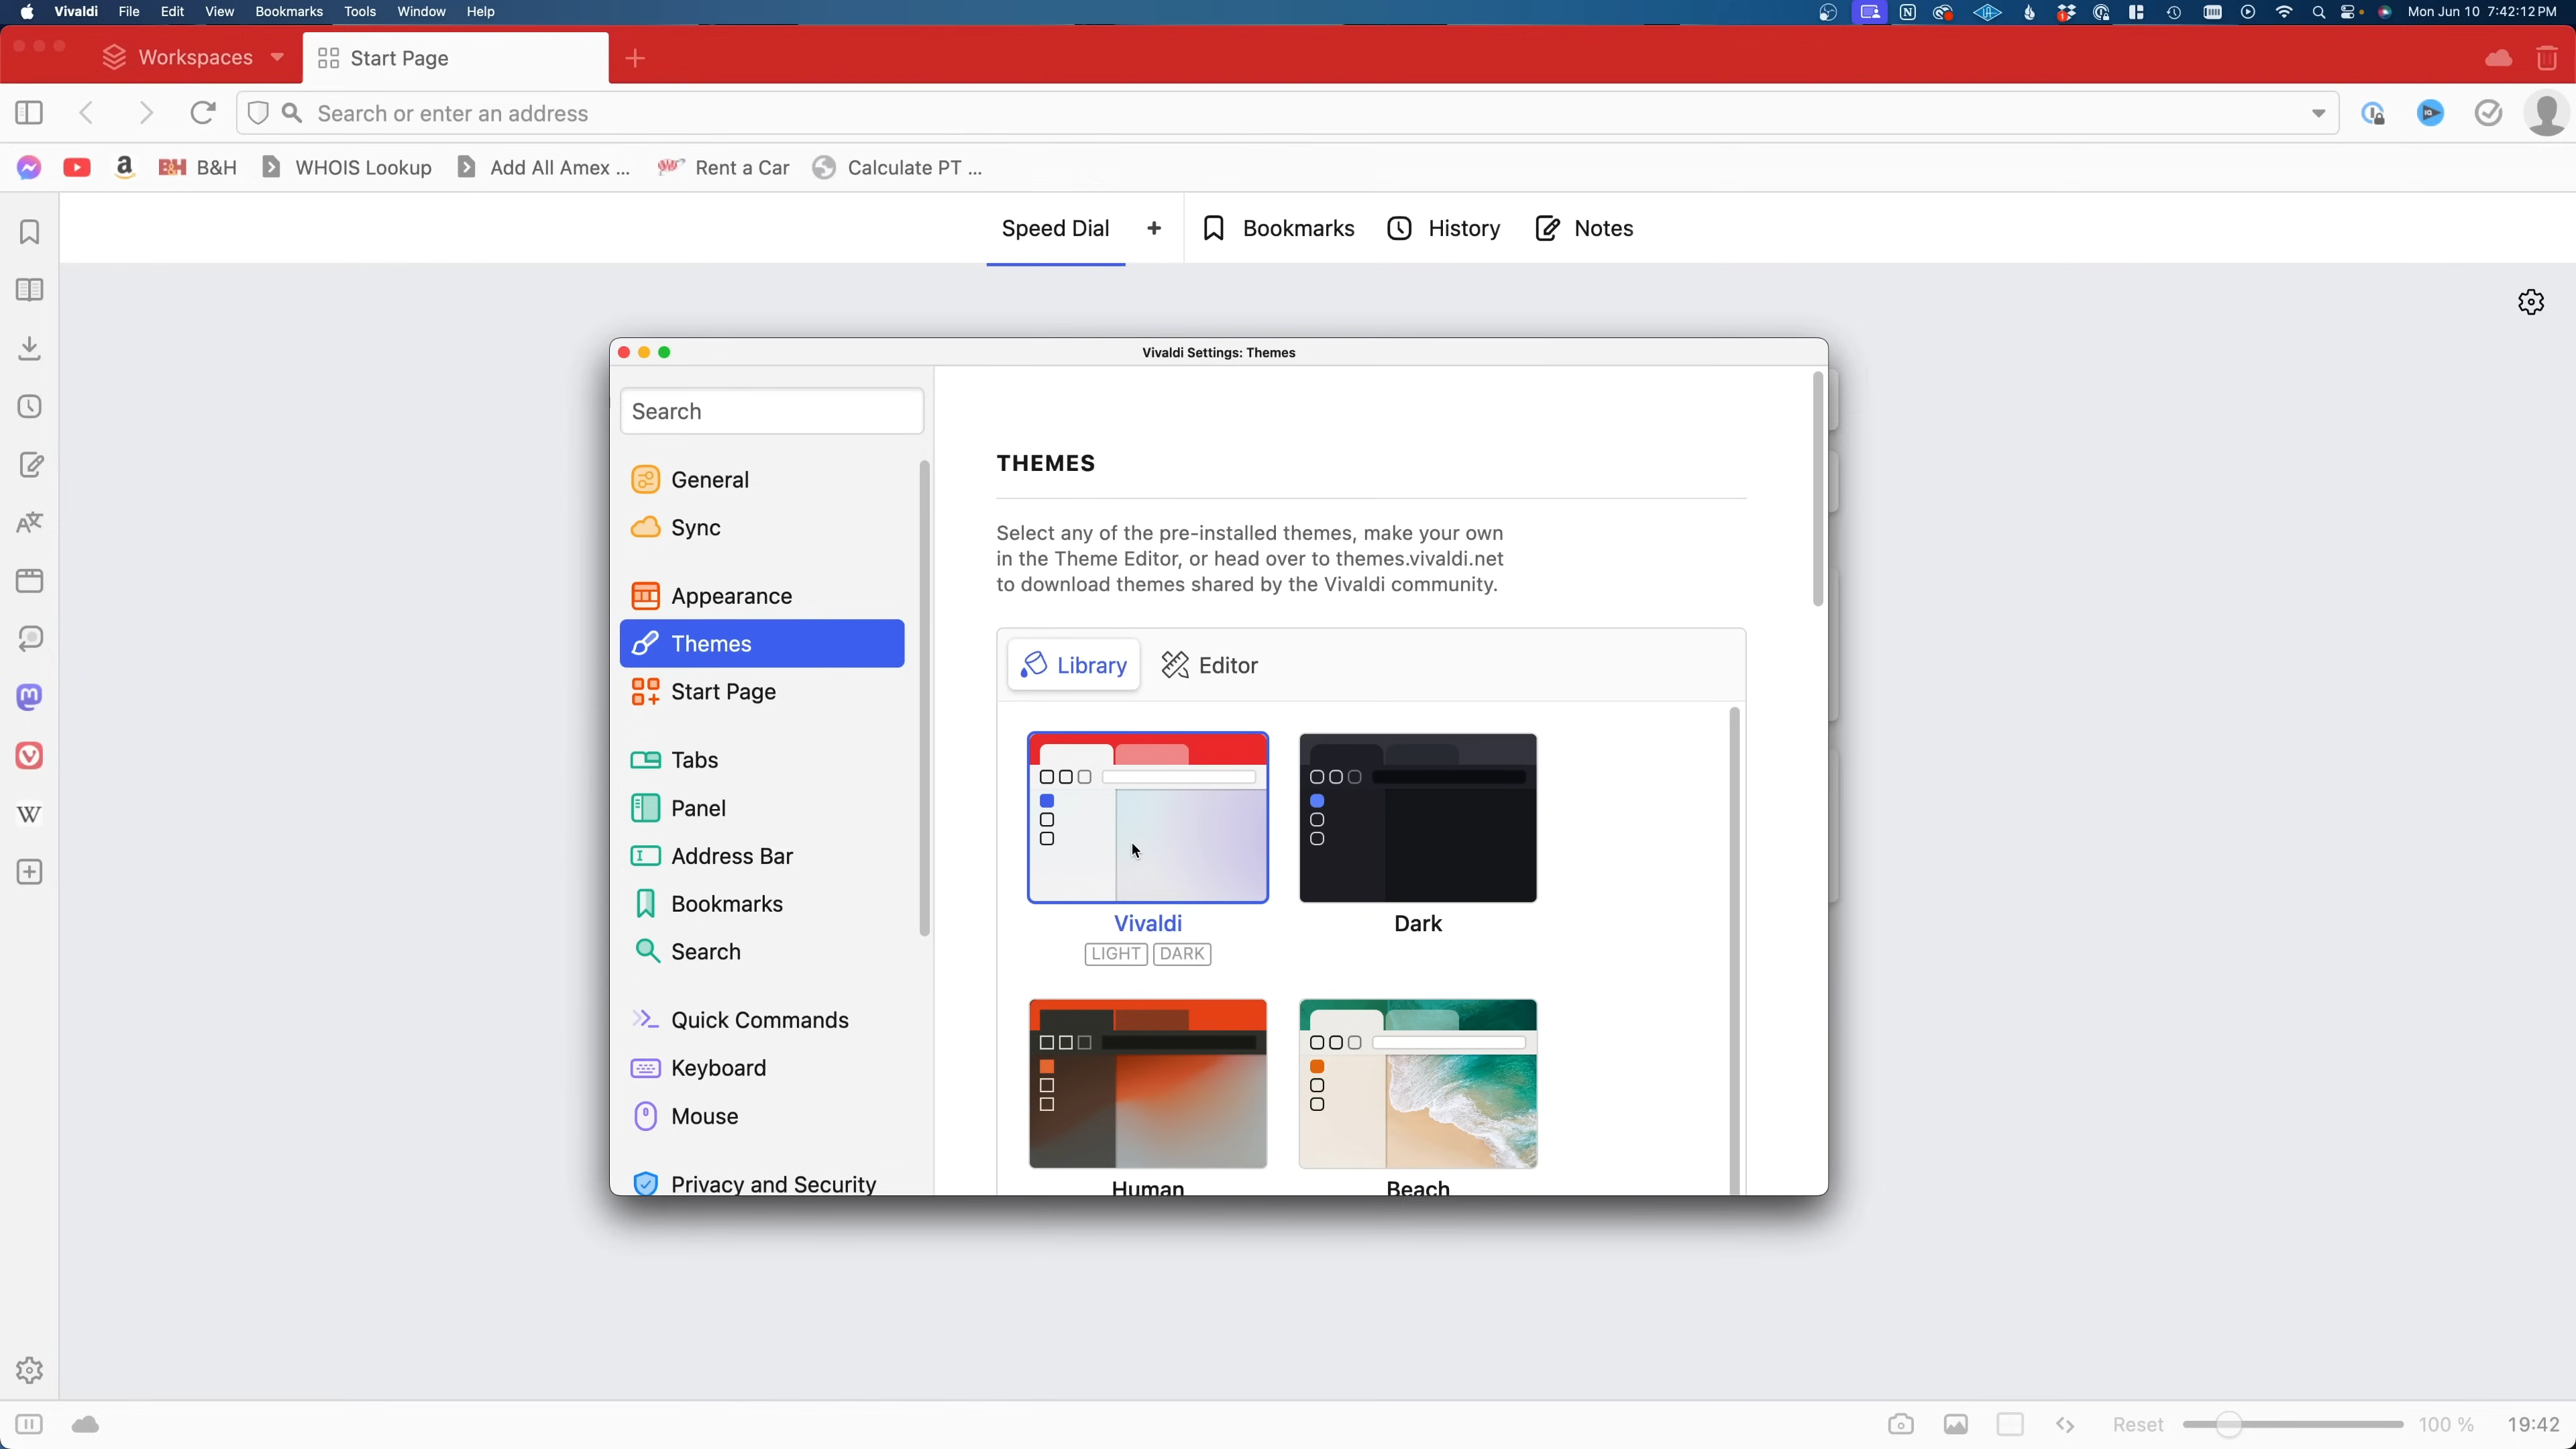 Vivaldi File Edit View Bookmarks Tools Window Help Mon Jun 10 7:42:12 PM
Workspaces Start Page
Search or enter an address
B&H WHOIS Lookup Add All Amex ... Rent a Car Calculate PT ...
Speed Dial + Bookmarks History Notes
Vivaldi Settings: Themes
Search
General
Sync
Appearance
Themes
Start Page
Tabs
Panel
Address Bar
Bookmarks
Search
Quick Commands
Keyboard
Mouse
Privacy and Security
THEMES
Select any of the pre-installed themes, make your own
in the Theme Editor, or head over to themes.vivaldi.net
to download themes shared by the Vivaldi community.
Library Editor
Vivaldi Dark
LIGHT DARK
Human Beach
Reset 100 % 19:42